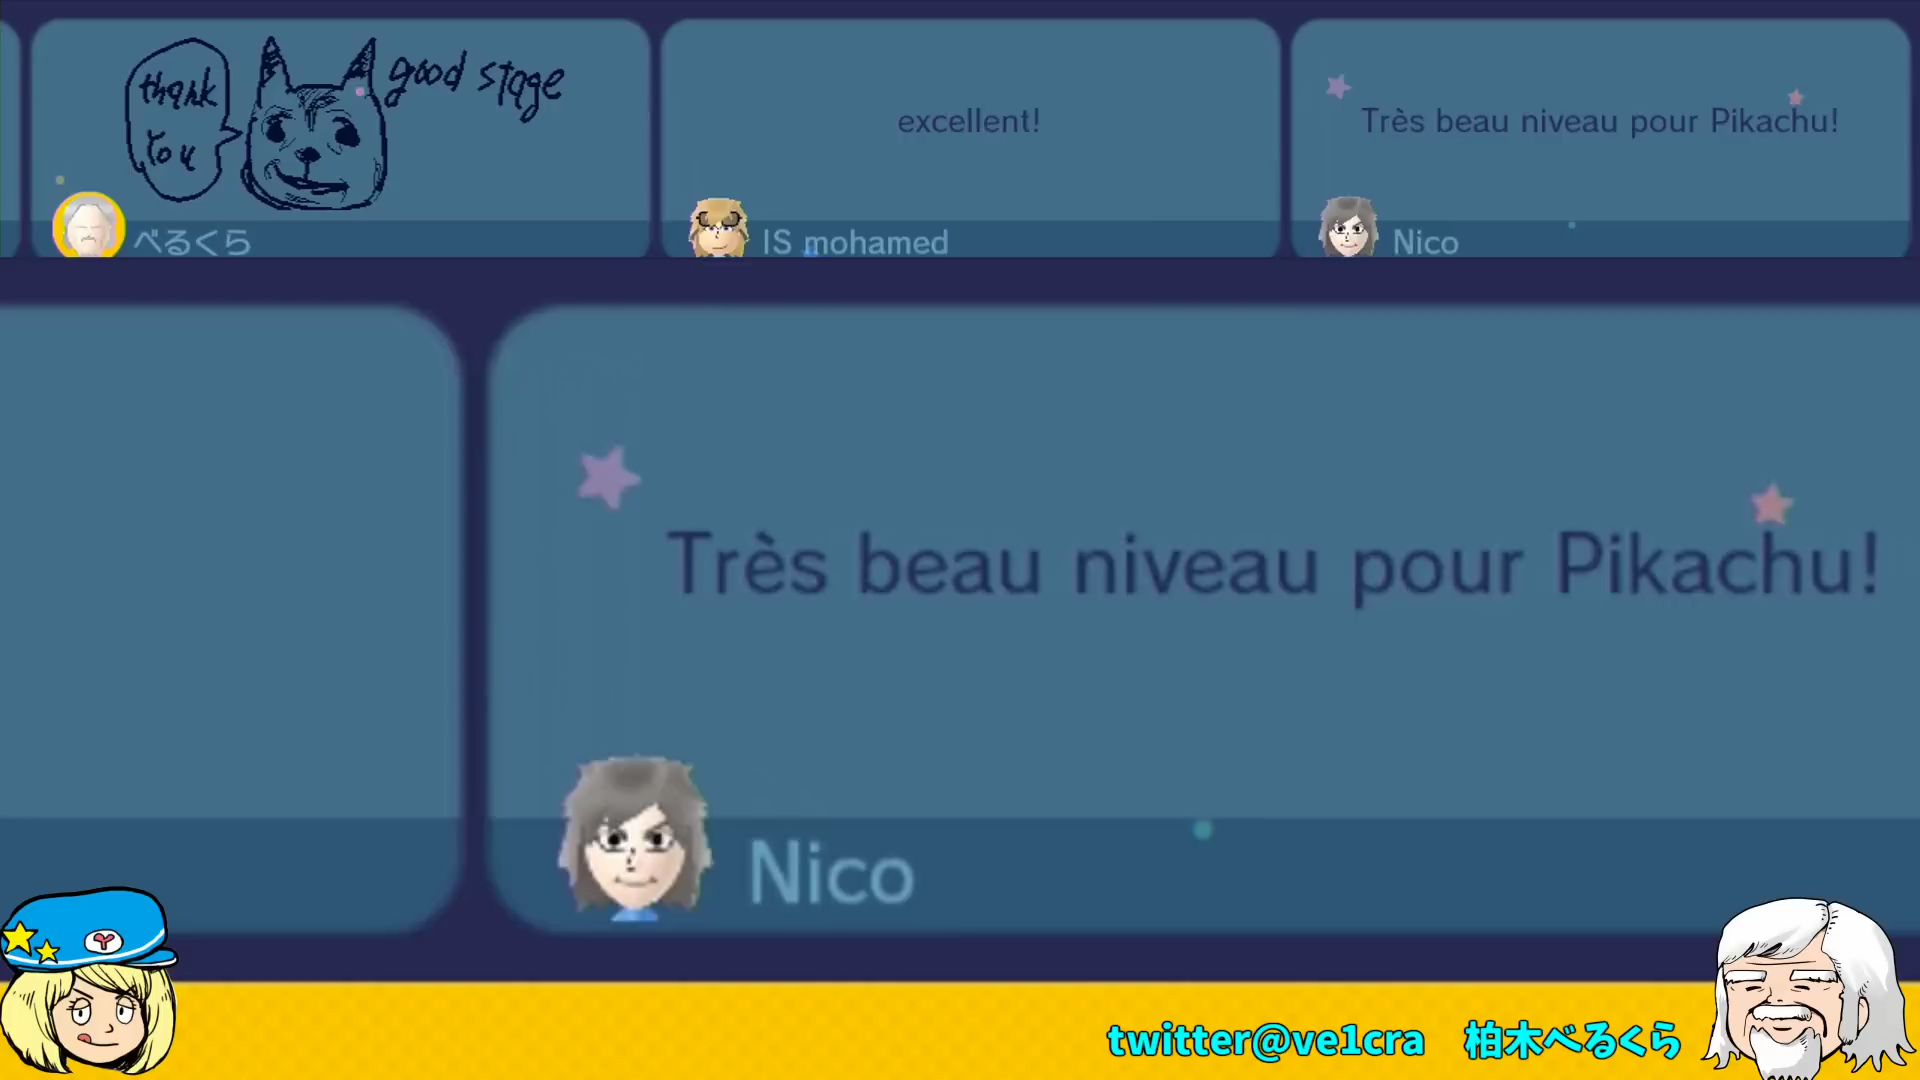 thank
You
good stage
べるくら
excellent!
IS mohamed
Très beau niveau pour Pikachu!
Nico
Très beau niveau pour Pikachu!
Nico
Y
twitter@ve1cra 柏木べるくら